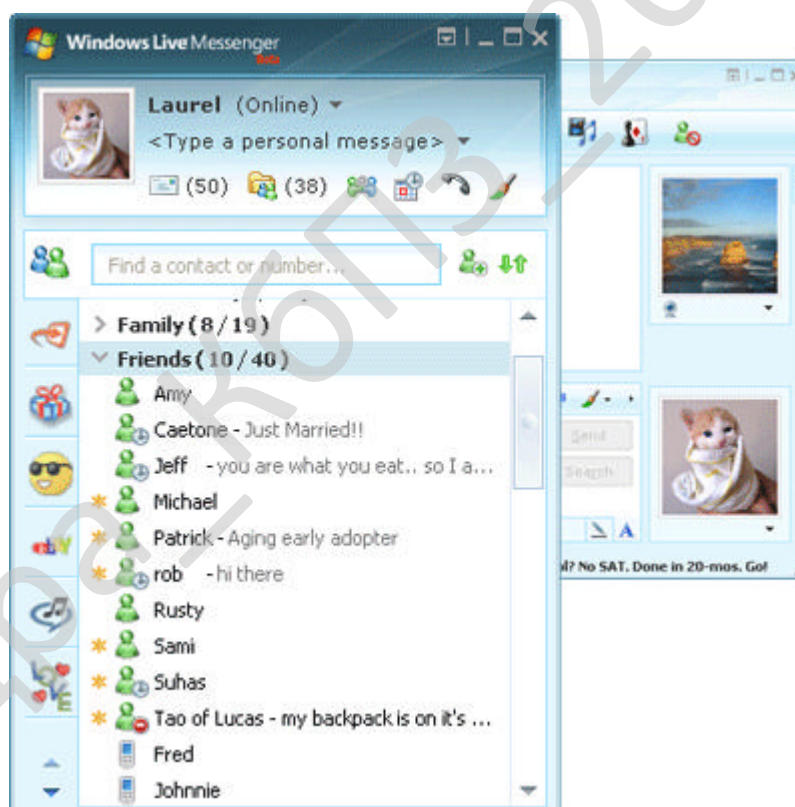 Windows Live Messenger
Beta
Laurel (Online)
<Type a personal message>
(50) (38)
Find a contact or number...
Family ( 8 / 19 )
Friends ( 10 / 40 )
Amy
Caetone - Just Married!!
Jeff - you are what you eat.. so I a...
Michael
Patrick - Aging early adopter
rob - hi there
Rusty
Sami
Suhas
Tao of Lucas - my backpack is on it's ...
Fred
Johnnie
ebY
LOVE
Send
Search
A
? No SAT. Done in 20-mos. Go!
КбПЗ_20